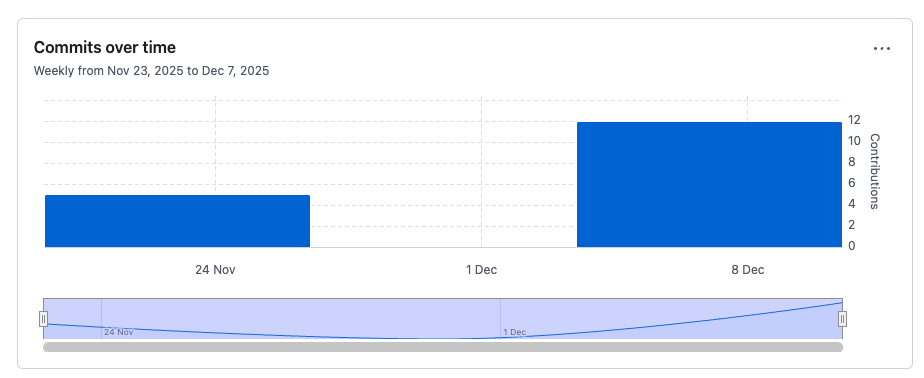 Commits over time
Weekly from Nov 23, 2025 to Dec 7, 2025
12
10
8
6
4
2
0
Contributions
24 Nov
1 Dec
8 Dec
24 Nov
1 Dec